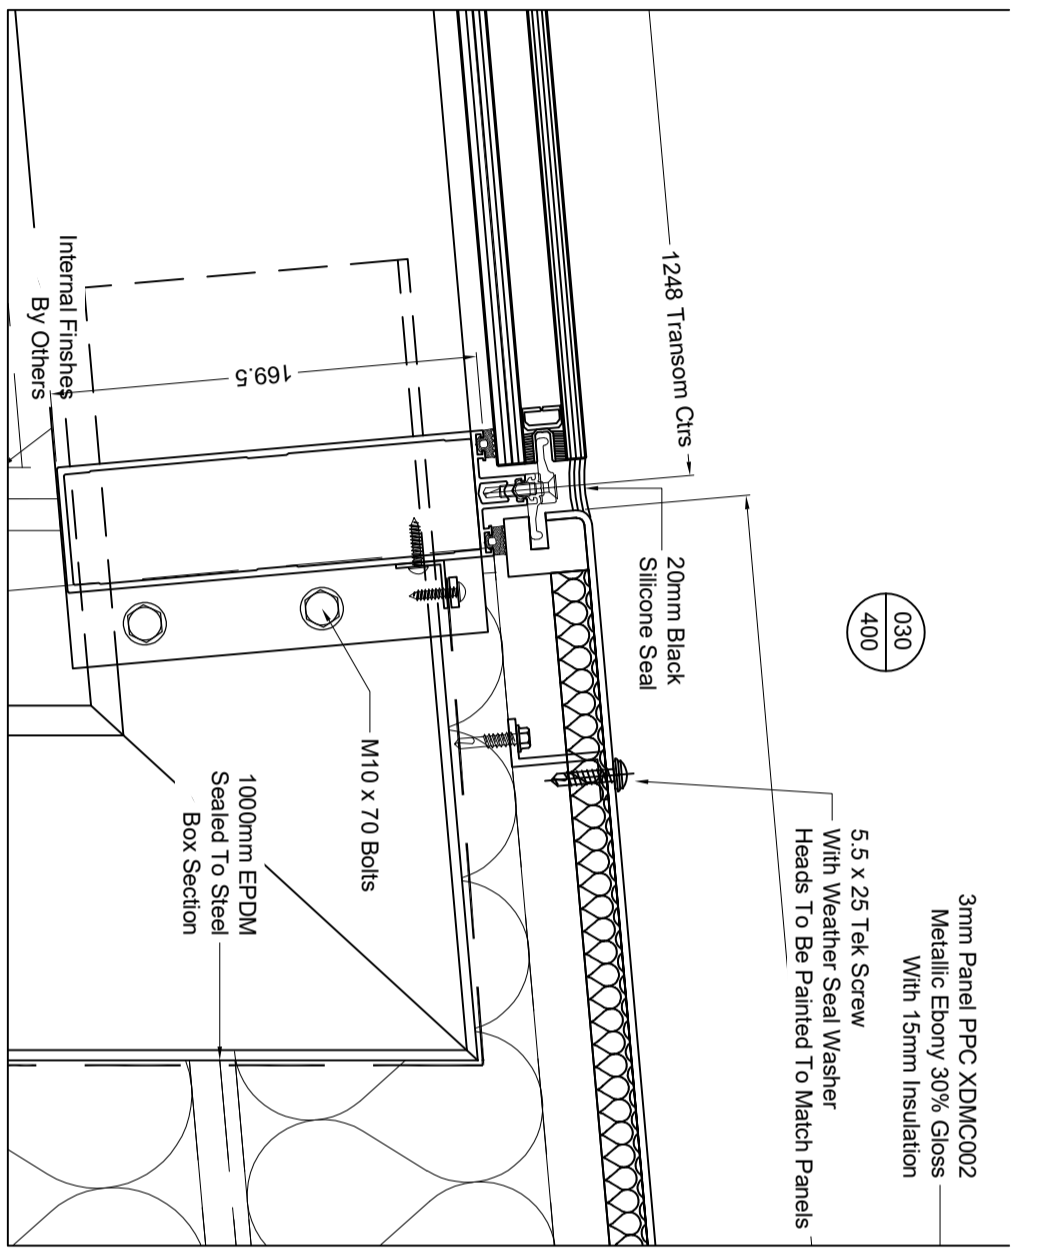 3mm Panel PPC XDMC002
Metallic Ebony 30% Gloss
With 15mm Insulation
030
400
5.5 x 25 Tek Screw
With Weather Seal Washer
Heads To Be Painted To Match Panels
1248 Transom Ctrs
20mm Black
Silicone Seal
M10 x 70 Bolts
169.5
1000mm EPDM
Sealed To Steel
Box Section
Internal Finshes
By Others